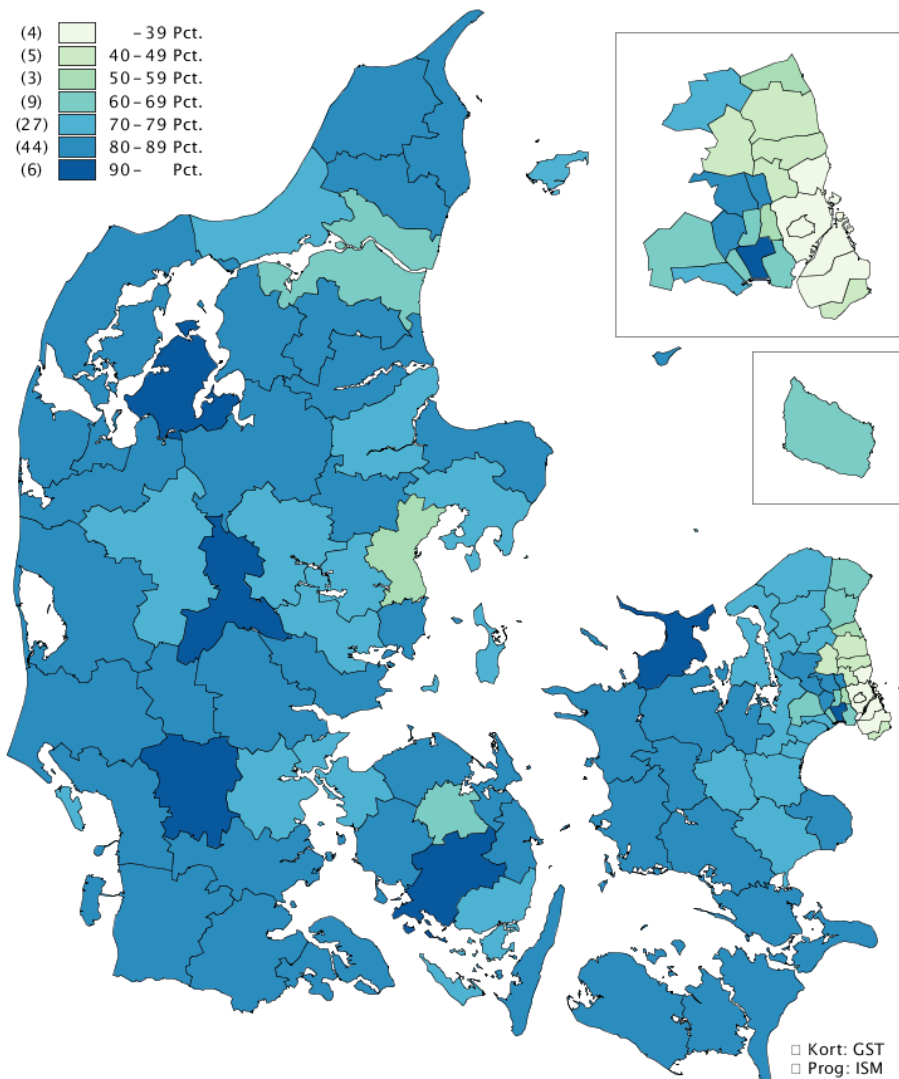 (4) –39 Pct.
(5) 40–49 Pct.
(3) 50–59 Pct.
(9) 60–69 Pct.
(27) 70–79 Pct.
(44) 80–89 Pct.
(6) 90– Pct.
□ Kort: GST
□ Prog: ISM